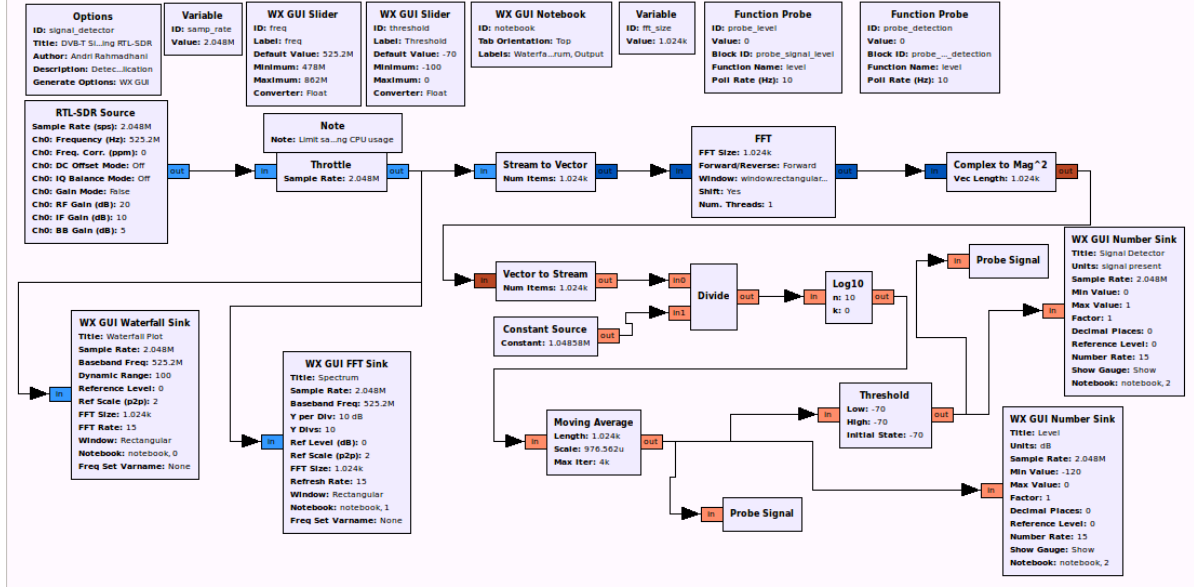 Options
ID: signal_detector
Title: DVB-T Si...ing RTL-SDR
Author: Andri Rahmadhani
Description: Detec...lication
Generate Options: WX GUI
Variable
ID: samp_rate
Value: 2.048M
WX GUI Slider
ID: freq
Label: freq
Default Value: 525.2M
Minimum: 478M
Maximum: 862M
Converter: Float
WX GUI Slider
ID: threshold
Label: Threshold
Default Value: -70
Minimum: -100
Maximum: 0
Converter: Float
WX GUI Notebook
ID: notebook
Tab Orientation: Top
Labels: Waterfa...rum, Output
Variable
ID: fft_size
Value: 1.024k
Function Probe
ID: probe_level
Value: 0
Block ID: probe_signal_level
Function Name: level
Poll Rate (Hz): 10
Function Probe
ID: probe_detection
Value: 0
Block ID: probe_..._detection
Function Name: level
Poll Rate (Hz): 10
RTL-SDR Source
Sample Rate (sps): 2.048M
Ch0: Frequency (Hz): 525.2M
Ch0: Freq. Corr. (ppm): 0
Ch0: DC Offset Mode: Off
Ch0: IQ Balance Mode: Off
Ch0: Gain Mode: False
Ch0: RF Gain (dB): 20
Ch0: IF Gain (dB): 10
Ch0: BB Gain (dB): 5
out
Note
Note: Limit sa...ng CPU usage
in
Throttle
Sample Rate: 2.048M
out
in
Stream to Vector
Num Items: 1.024k
out
in
FFT
FFT Size: 1.024k
Forward/Reverse: Forward
Window: window.rectangular...
Shift: Yes
Num. Threads: 1
out
in
Complex to Mag^2
Vec Length: 1.024k
out
in
Vector to Stream
Num Items: 1.024k
out
Constant Source
Constant: 1.04858M
out
in0
in1
Divide
out
in
Log10
n: 10
k: 0
out
in
Probe Signal
in
WX GUI Number Sink
Title: Signal Detector
Units: signal present
Sample Rate: 2.048M
Min Value: 0
Max Value: 1
Factor: 1
Decimal Places: 0
Reference Level: 0
Number Rate: 15
Show Gauge: Show
Notebook: notebook, 2
in
WX GUI Waterfall Sink
Title: Waterfall Plot
Sample Rate: 2.048M
Baseband Freq: 525.2M
Dynamic Range: 100
Reference Level: 0
Ref Scale (p2p): 2
FFT Size: 1.024k
FFT Rate: 15
Window: Rectangular
Notebook: notebook, 0
Freq Set Varname: None
in
WX GUI FFT Sink
Title: Spectrum
Sample Rate: 2.048M
Baseband Freq: 525.2M
Y per Div: 10 dB
Y Divs: 10
Ref Level (dB): 0
Ref Scale (p2p): 2
FFT Size: 1.024k
Refresh Rate: 15
Window: Rectangular
Notebook: notebook, 1
Freq Set Varname: None
in
Moving Average
Length: 1.024k
Scale: 976.562u
Max Iter: 4k
out
in
Threshold
Low: -70
High: -70
Initial State: -70
out
in
Probe Signal
in
WX GUI Number Sink
Title: Level
Units: dB
Sample Rate: 2.048M
Min Value: -120
Max Value: 0
Factor: 1
Decimal Places: 0
Reference Level: 0
Number Rate: 15
Show Gauge: Show
Notebook: notebook, 2